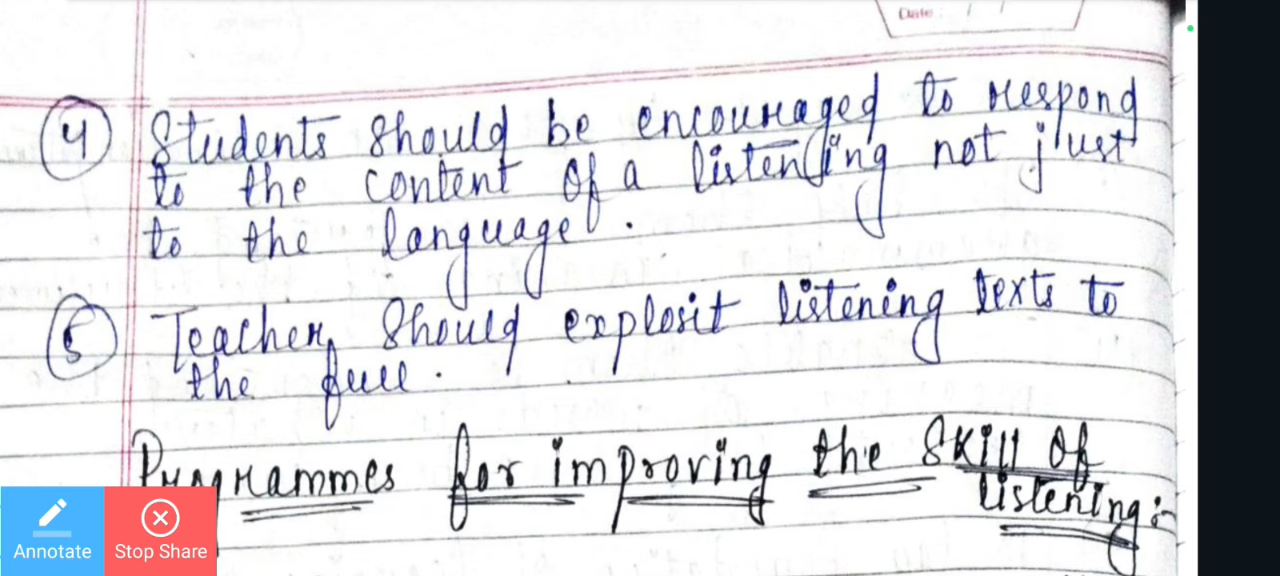 Date
4 Students should be encouraged to respond
to the content of a listening not just
to the language.
5 Teacher, should explosit listening texts to
the full.
Programmes for improving the skill of
listening :-
Annotate
Stop Share